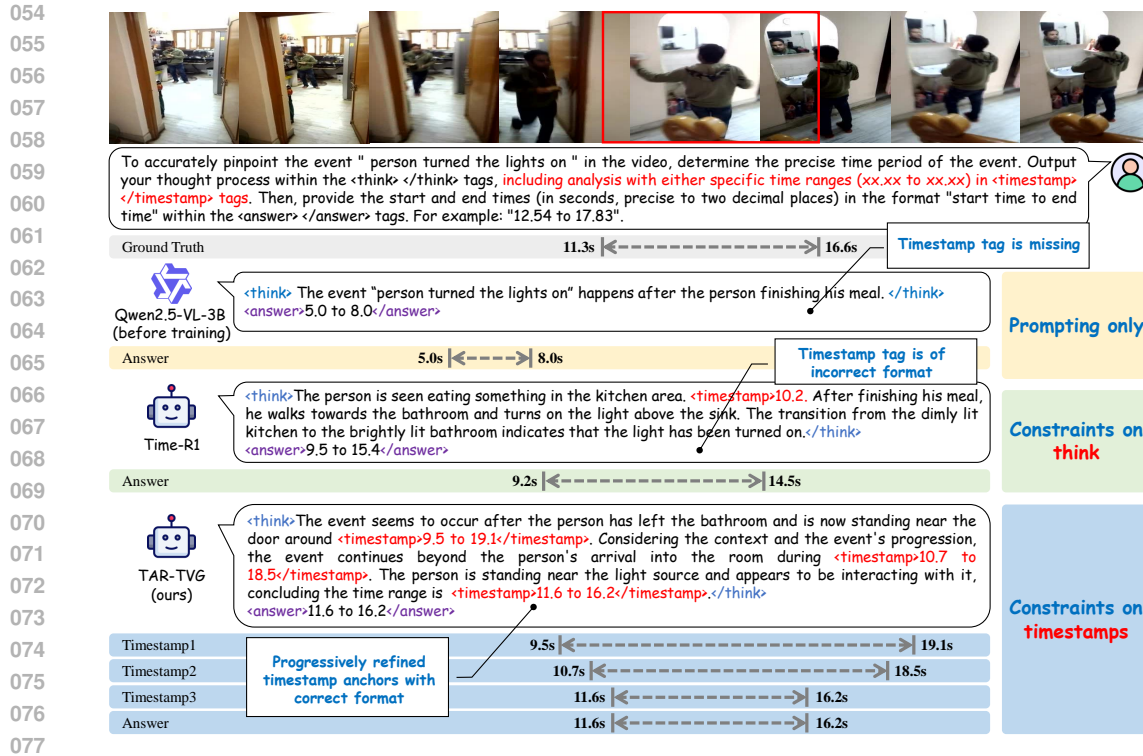 054
055
056
057
058
059
060
061
062
063
064
065
066
067
068
069
070
071
072
073
074
075
076
077
To accurately pinpoint the event " person turned the lights on " in the video, determine the precise time period of the event. Output
your thought process within the <think> </think> tags, including analysis with either specific time ranges (xx.xx to xx.xx) in <timestamp>
</timestamp> tags. Then, provide the start and end times (in seconds, precise to two decimal places) in the format "start time to end
time" within the <answer> </answer> tags. For example: "12.54 to 17.83".
Ground Truth 11.3s 16.6s
Timestamp tag is missing
Qwen2.5-VL-3B
(before training)
<think> The event “person turned the lights on” happens after the person finishing his meal. </think>
<answer>5.0 to 8.0</answer>
Prompting only
Answer 5.0s 8.0s
Timestamp tag is of
incorrect format
Time-R1
<think>The person is seen eating something in the kitchen area. <timestamp>10.2. After finishing his meal,
he walks towards the bathroom and turns on the light above the sink. The transition from the dimly lit
kitchen to the brightly lit bathroom indicates that the light has been turned on.</think>
<answer>9.5 to 15.4</answer>
Constraints on
think
Answer 9.2s 14.5s
TAR-TVG
(ours)
<think>The event seems to occur after the person has left the bathroom and is now standing near the
door around <timestamp>9.5 to 19.1</timestamp>. Considering the context and the event's progression,
the event continues beyond the person's arrival into the room during <timestamp>10.7 to
18.5</timestamp>. The person is standing near the light source and appears to be interacting with it,
concluding the time range is <timestamp>11.6 to 16.2</timestamp>.</think>
<answer>11.6 to 16.2</answer>
Constraints on
timestamps
Timestamp1 9.5s 19.1s
Timestamp2 10.7s 18.5s
Timestamp3 11.6s 16.2s
Answer 11.6s 16.2s
Progressively refined
timestamp anchors with
correct format